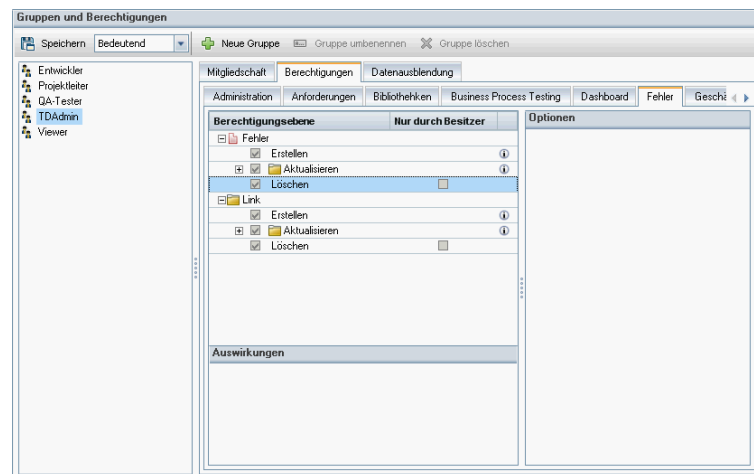 Gruppen und Berechtigungen
Speichern Bedeutend Neue Gruppe Gruppe umbenennen Gruppe löschen
Entwickler
Projektleiter
QA-Tester
TDAdmin
Viewer
Mitgliedschaft Berechtigungen Datenausblendung
Administration Anforderungen Bibliothehken Business Process Testing Dashboard Fehler Geschä
Berechtigungsebene Nur durch Besitzer
Fehler
Erstellen
Aktualisieren
Löschen
Link
Erstellen
Aktualisieren
Löschen
Auswirkungen
Optionen